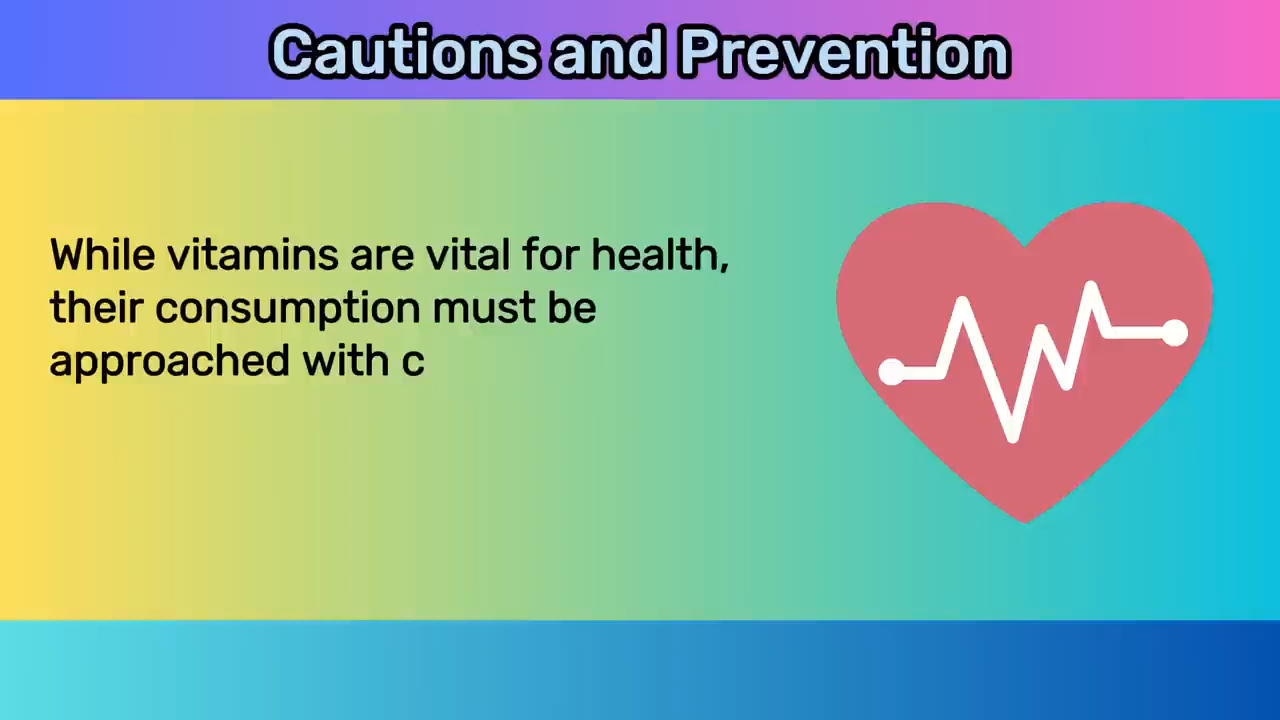 Cautions and Prevention
While vitamins are vital for health,
their consumption must be
approached with c